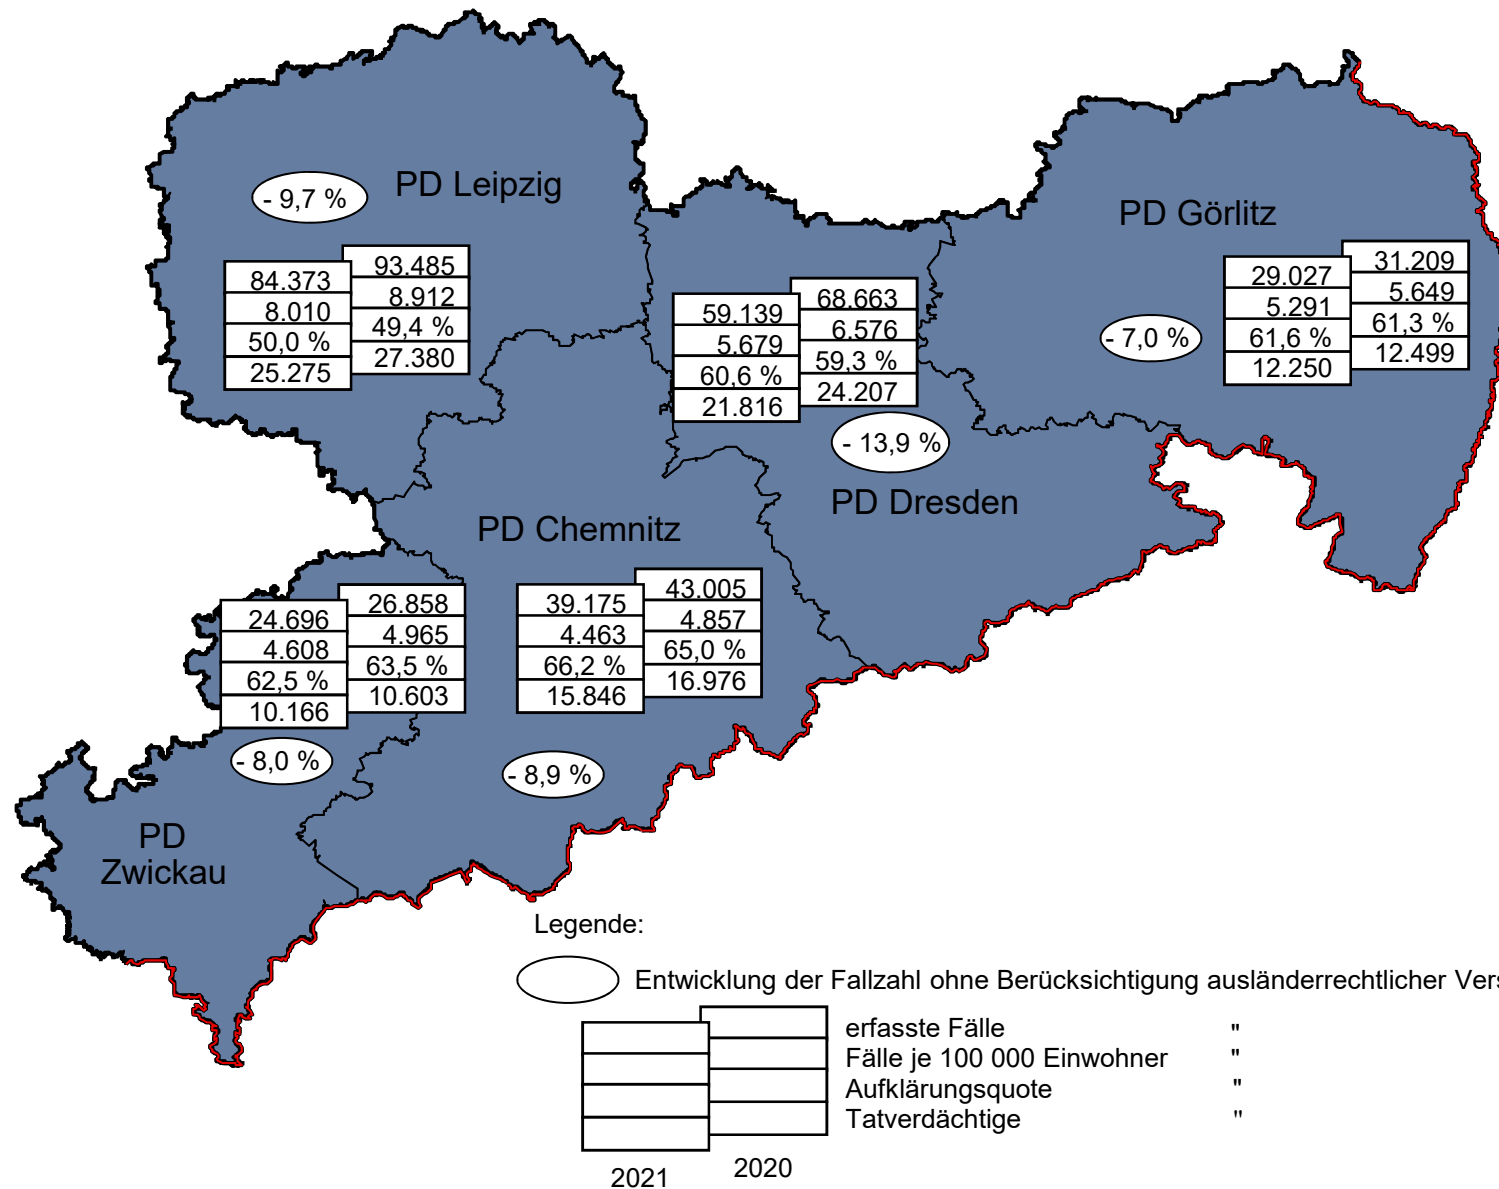 PD Leipzig
- 9,7 %
84.373
8.010
50,0 %
25.275
93.485
8.912
49,4 %
27.380
PD Görlitz
- 7,0 %
29.027
5.291
61,6 %
12.250
31.209
5.649
61,3 %
12.499
59.139
5.679
60,6 %
21.816
68.663
6.576
59,3 %
24.207
- 13,9 %
PD Dresden
PD Chemnitz
39.175
4.463
66,2 %
15.846
43.005
4.857
65,0 %
16.976
- 8,9 %
24.696
4.608
62,5 %
10.166
26.858
4.965
63,5 %
10.603
- 8,0 %
PD
Zwickau
Legende:
Entwicklung der Fallzahl ohne Berücksichtigung ausländerrechtlicher
erfasste Fälle "
Fälle je 100 000 Einwohner "
Aufklärungsquote "
Tatverdächtige "
2021
2020